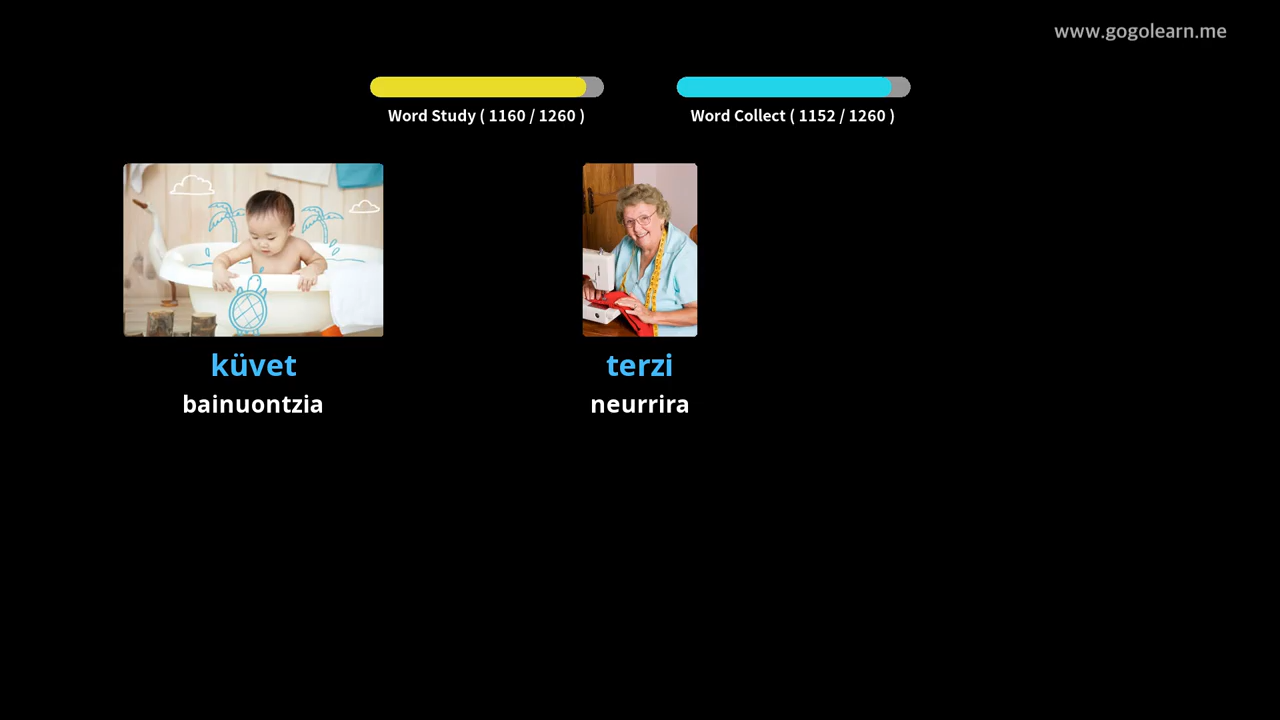 www.gogolearn.me
Word Study ( 1160 / 1260 )
Word Collect ( 1152 / 1260 )
küvet
terzi
bainuontzia
neurrira